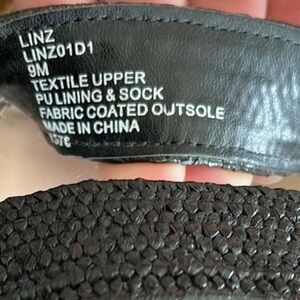 LINZ
LINZ01D1
9M
TEXTILE UPPER
PU LINING & SOCK
FABRIC COATED OUTSOLE
MADE IN CHINA